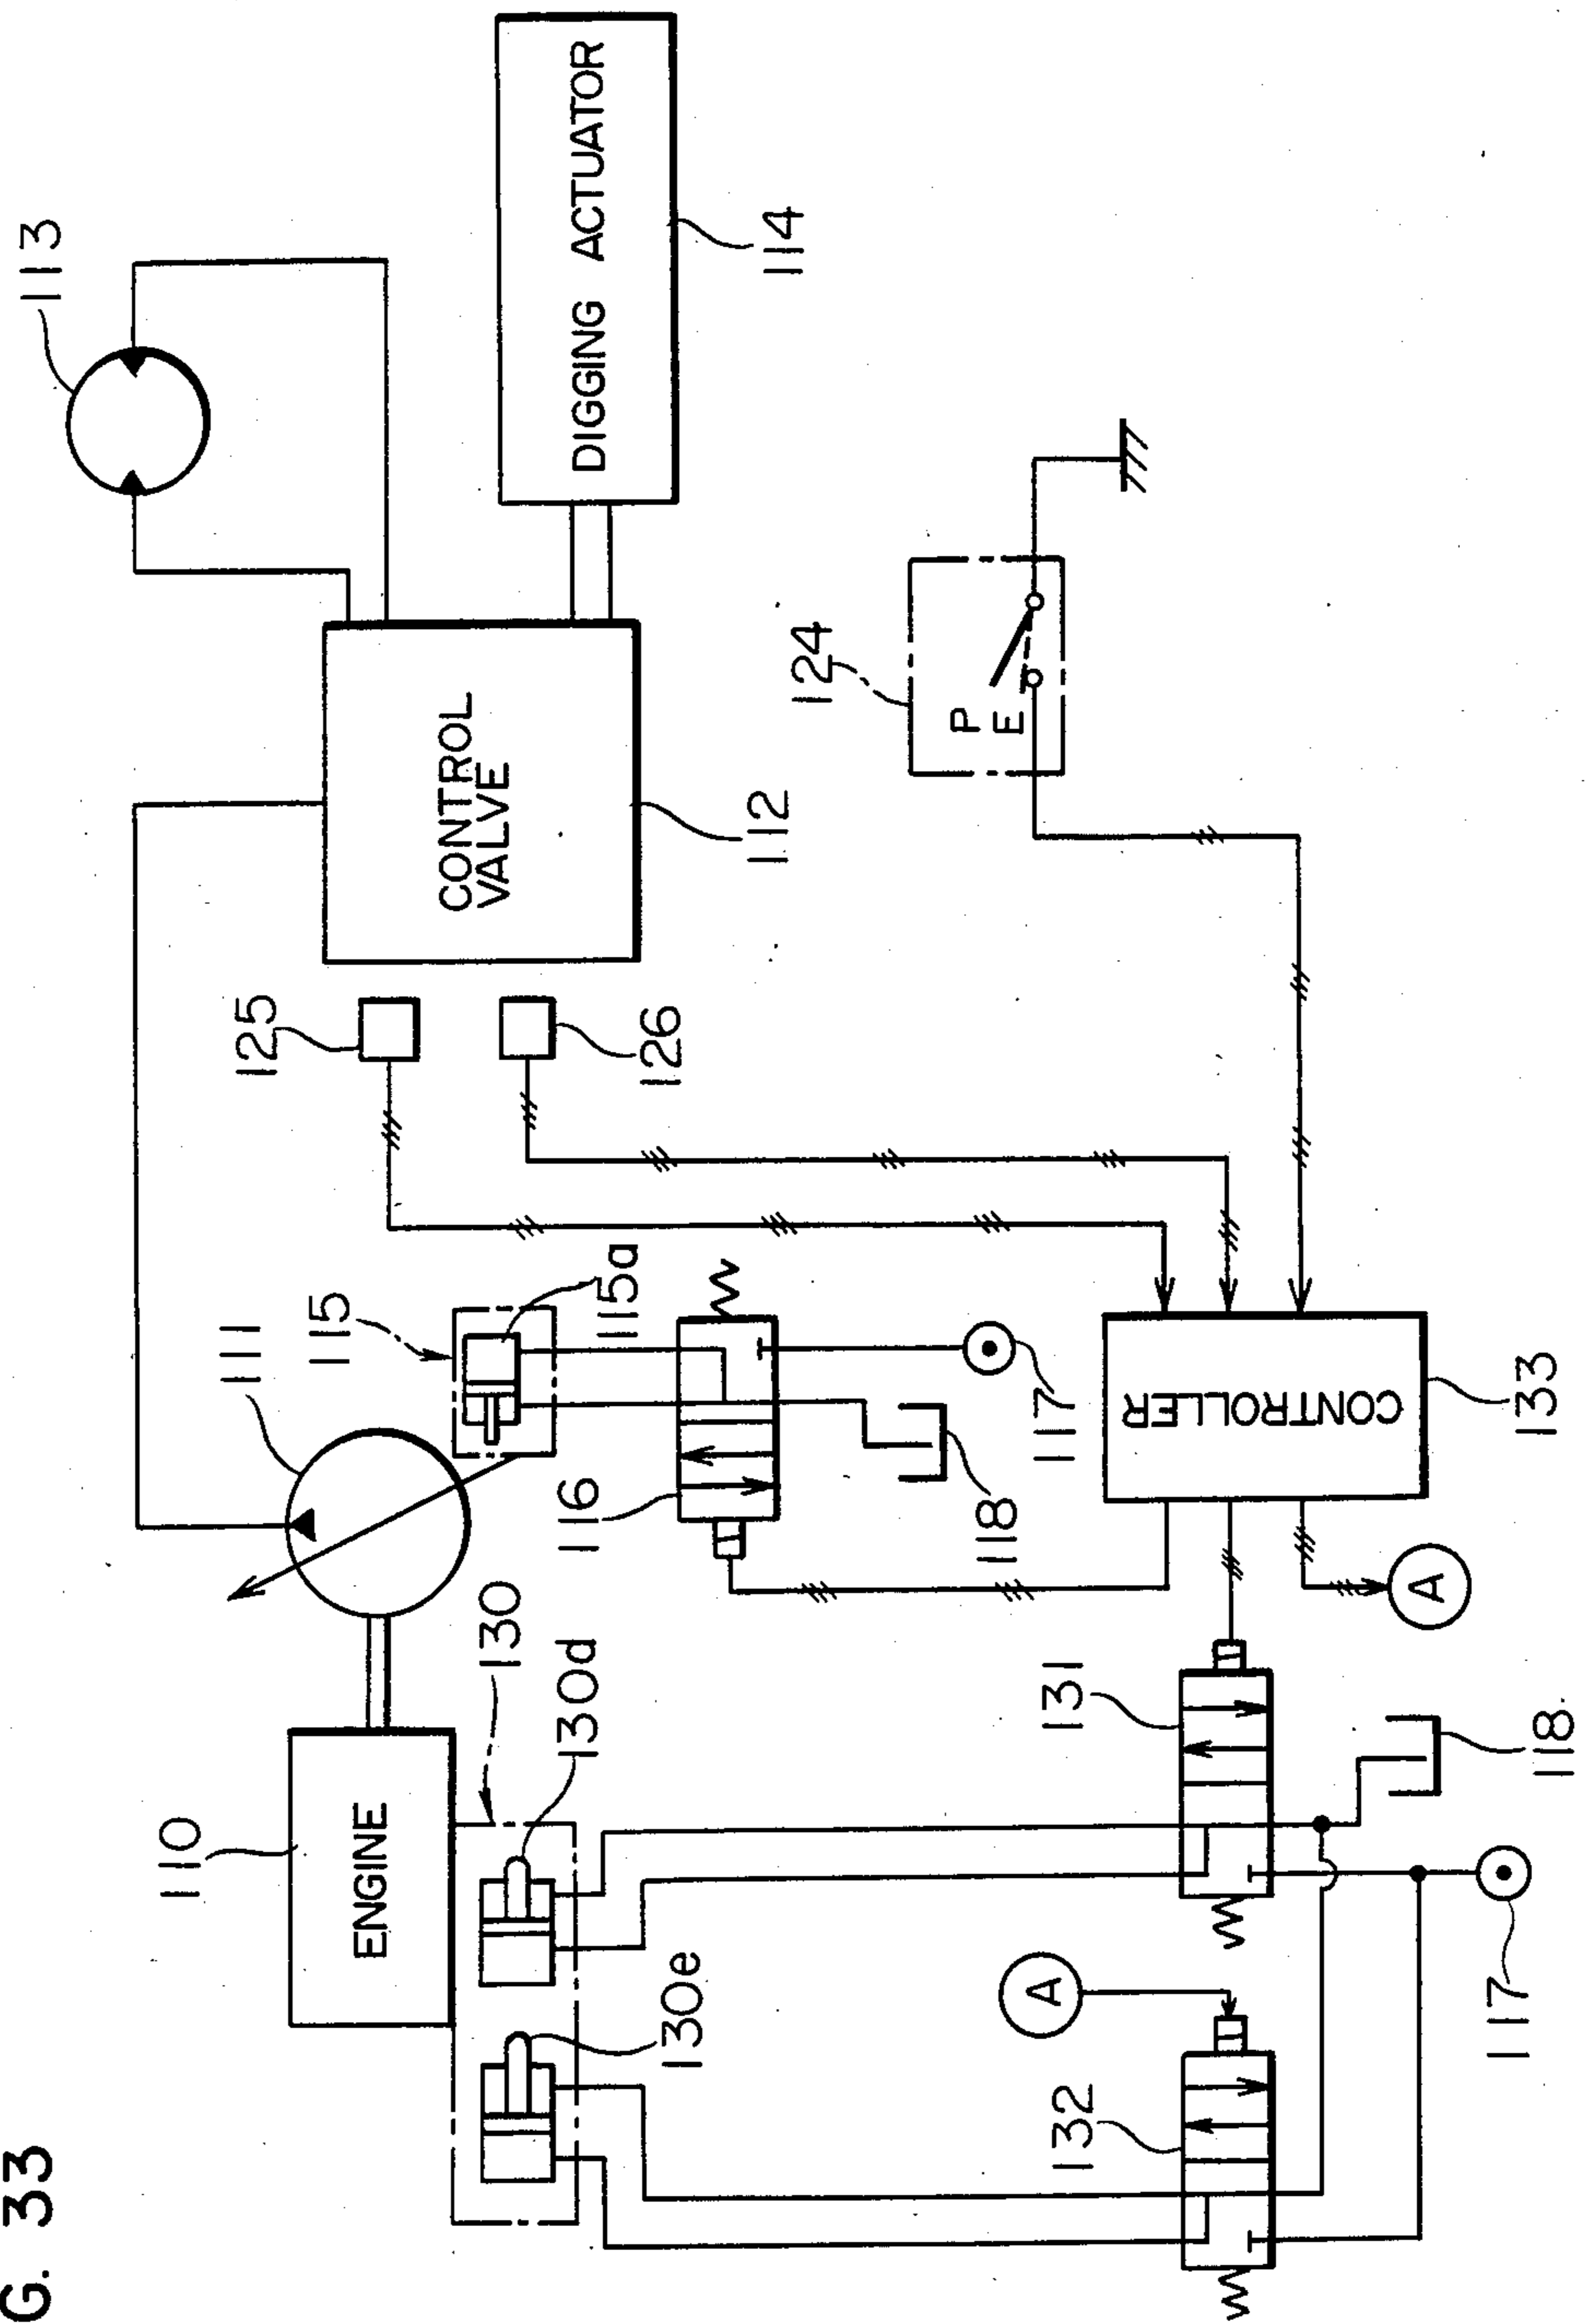 G. 33
113
DIGGING ACTUATOR
114
CONTROL
VALVE
112
124
P
E
125
126
111
115
115a
116
117
118
CONTROLLER
133
A
110
ENGINE
130
130d
130e
131
118
A
132
117